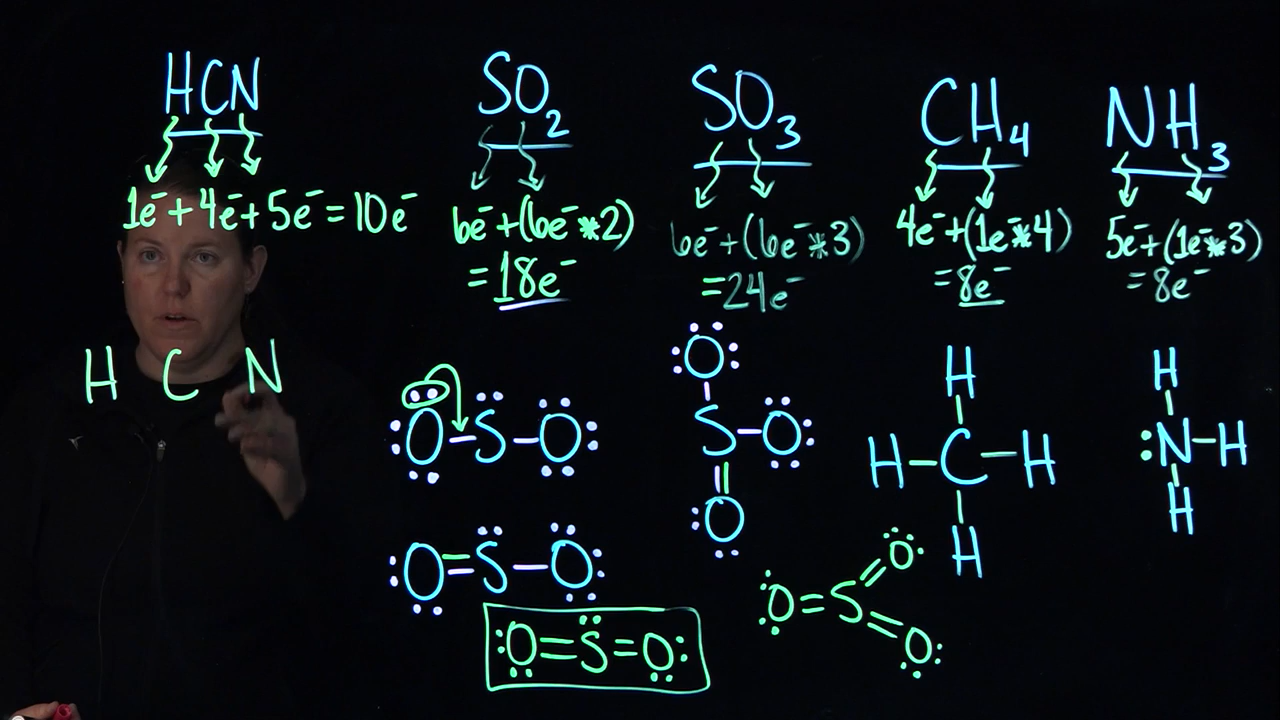 HCN
1e⁻+4e⁻+5e⁻=10e⁻
H C N
SO₂
6e⁻+(6e⁻*2)
=18e⁻
:O–S–O:
:O=S–O:
:O=S=O:
SO₃
6e⁻+(6e⁻*3)
=24e⁻
:O:
S–O:
:O
O
O=S
O
CH₄
4e⁻+(1e⁻*4)
=8e⁻
H
H–C–H
H
NH₃
5e⁻+(1e⁻*3)
=8e⁻
H
:N–H
H